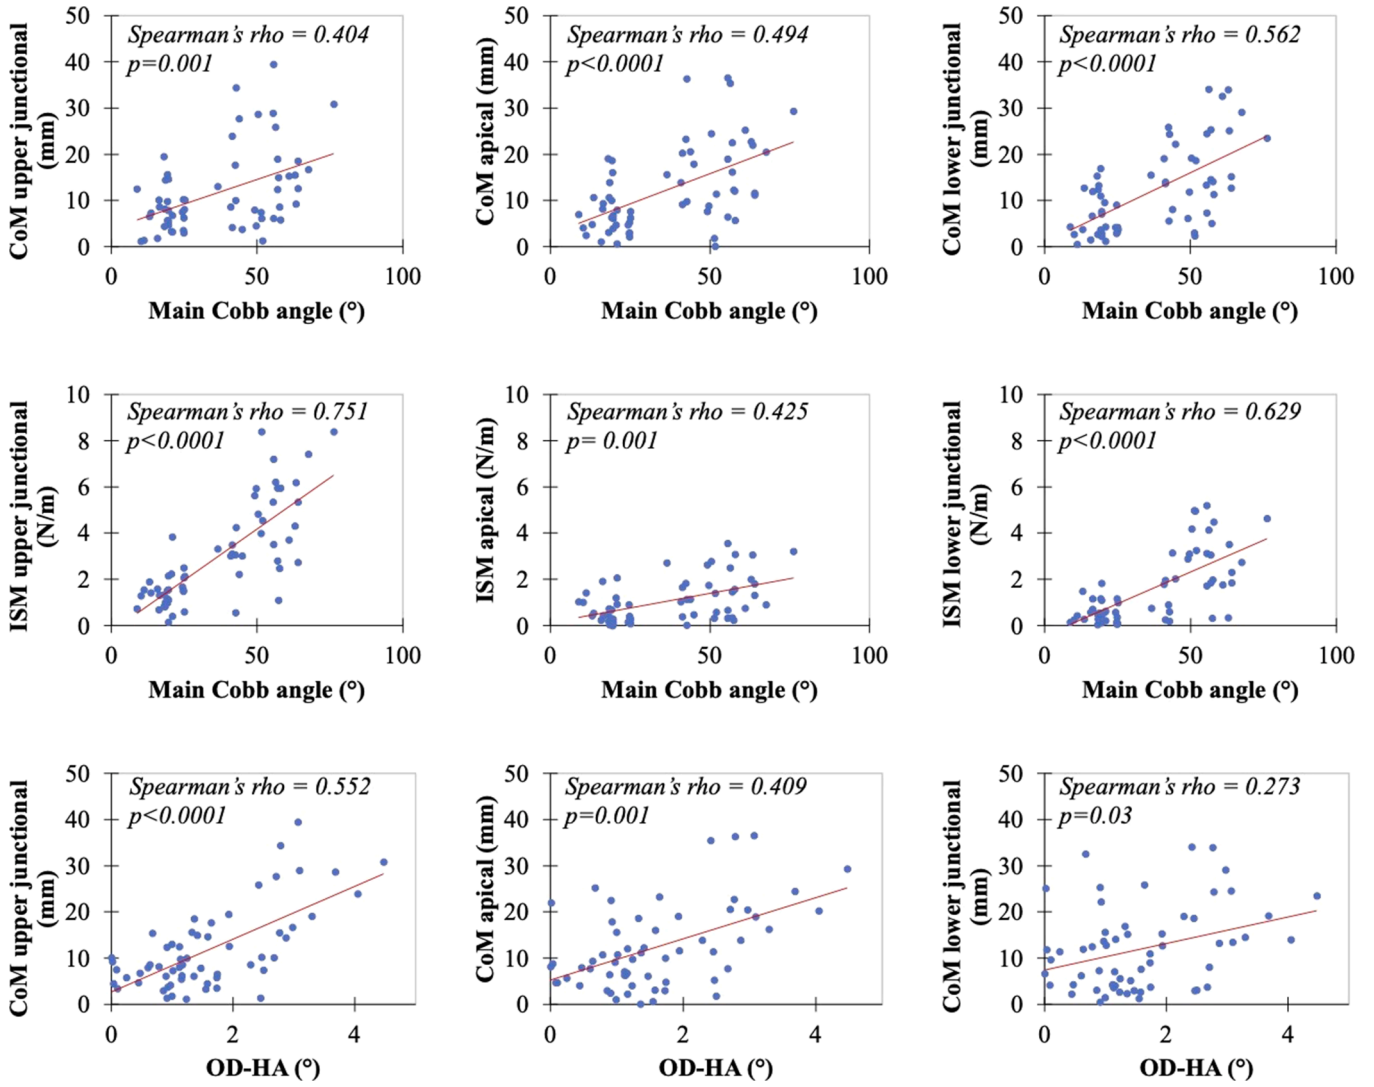 CoM upper junctional
(mm)
50
40
30
20
10
0
Spearman's rho = 0.404
p=0.001
0 50 100
Main Cobb angle (°)
CoM apical (mm)
50
40
30
20
10
0
Spearman's rho = 0.494
p<0.0001
0 50 100
Main Cobb angle (°)
CoM lower junctional
(mm)
50
40
30
20
10
0
Spearman's rho = 0.562
p<0.0001
0 50 100
Main Cobb angle (°)
ISM upper junctional
(N/m)
10
8
6
4
2
0
Spearman's rho = 0.751
p<0.0001
0 50 100
Main Cobb angle (°)
ISM apical (N/m)
10
8
6
4
2
0
Spearman's rho = 0.425
p= 0.001
0 50 100
Main Cobb angle (°)
ISM lower junctional
(N/m)
10
8
6
4
2
0
Spearman's rho = 0.629
p<0.0001
0 50 100
Main Cobb angle (°)
CoM upper junctional
(mm)
50
40
30
20
10
0
Spearman's rho = 0.552
p<0.0001
0 2 4
OD-HA (°)
CoM apical (mm)
50
40
30
20
10
0
Spearman's rho = 0.409
p=0.001
0 2 4
OD-HA (°)
CoM lower junctional
(mm)
50
40
30
20
10
0
Spearman's rho = 0.273
p=0.03
0 2 4
OD-HA (°)